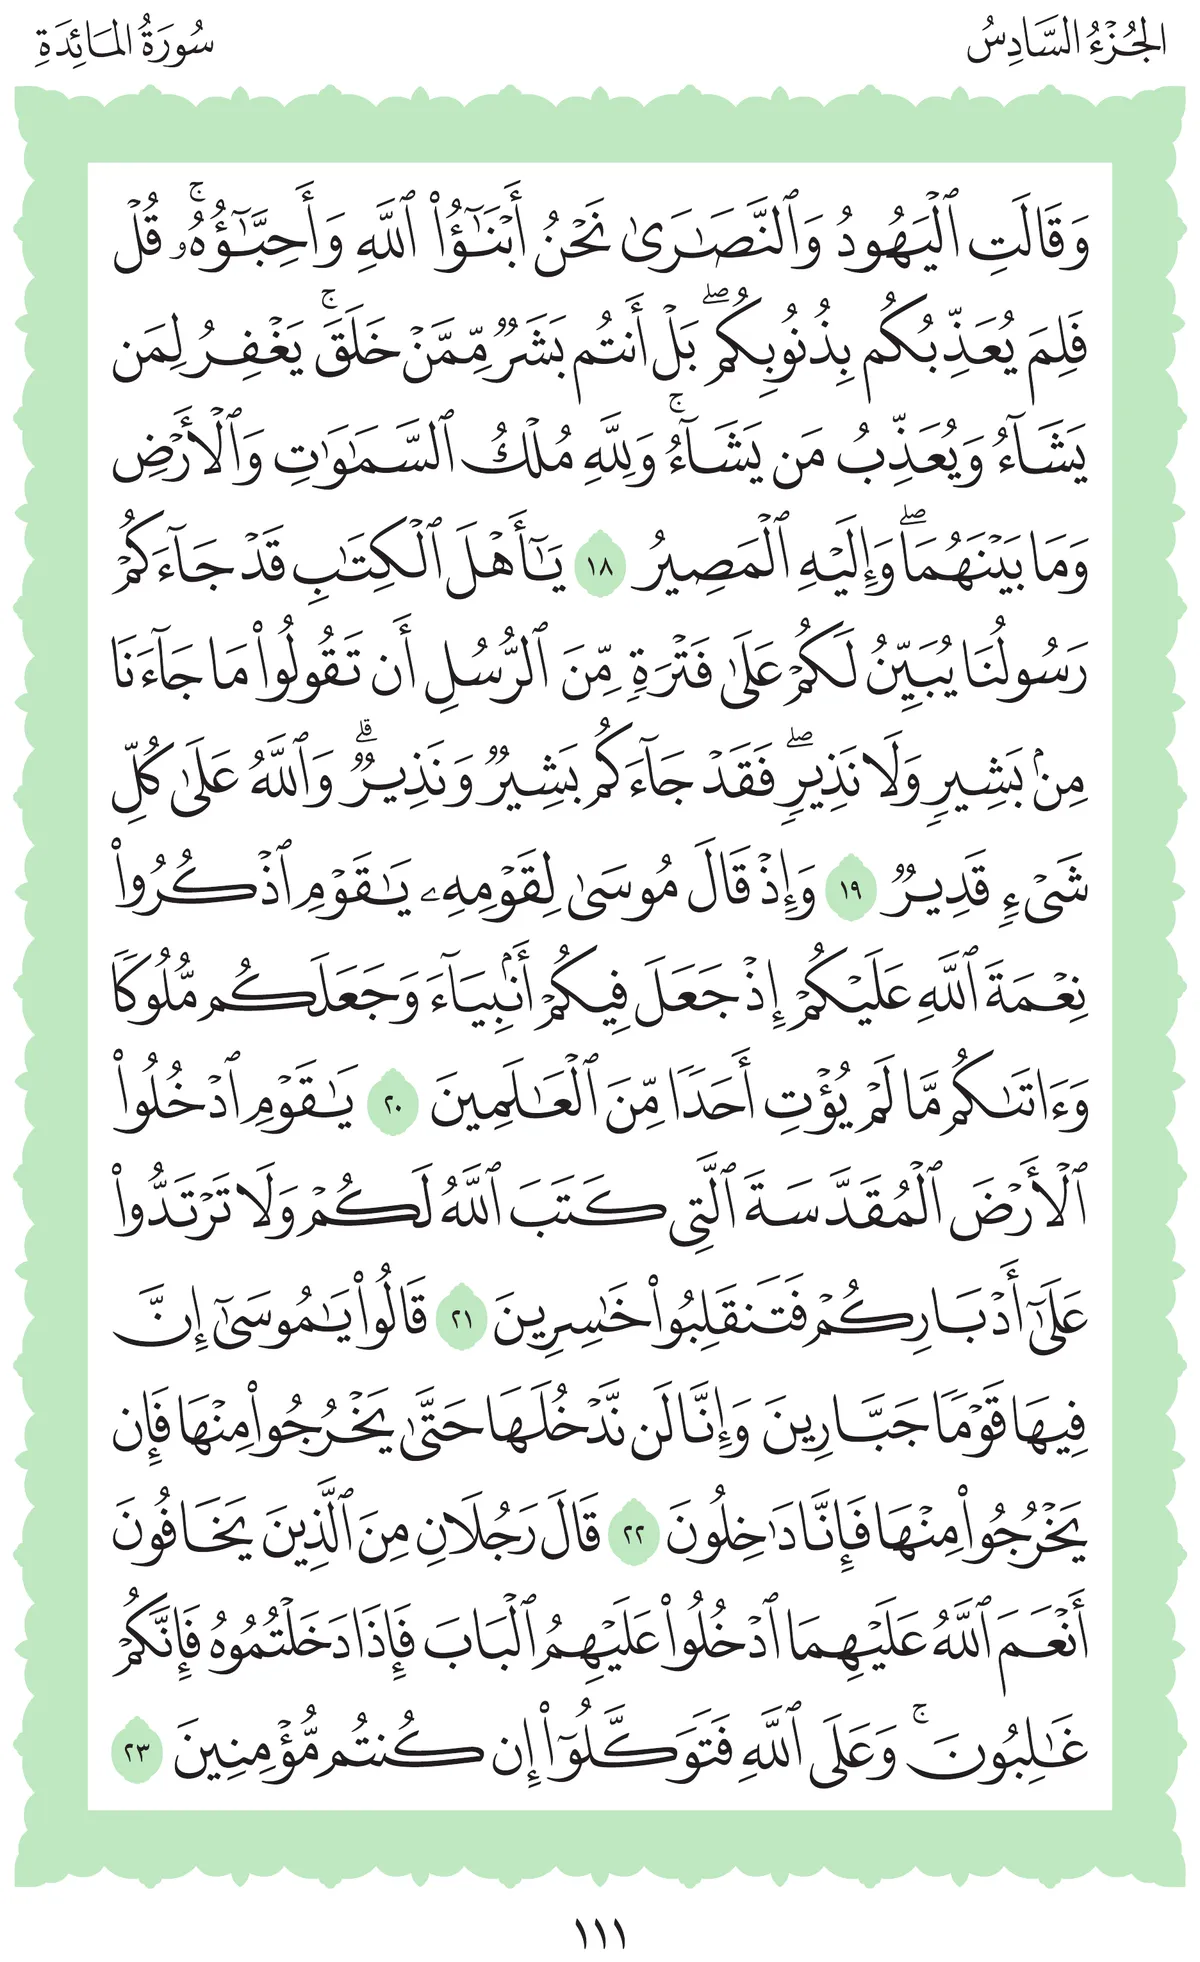 الجُزْءُ السَّادِسُ
سُورَةُ المَائِدَةِ
وَقَالَتِ ٱلۡيَهُودُ وَٱلنَّصَٰرَىٰ نَحۡنُ أَبۡنَٰٓؤُاْ ٱللَّهِ وَأَحِبَّٰٓؤُهُۥۚ قُلۡ
فَلِمَ يُعَذِّبُكُم بِذُنُوبِكُمۖ بَلۡ أَنتُم بَشَرٞ مِّمَّنۡ خَلَقَۚ يَغۡفِرُ لِمَن
يَشَآءُ وَيُعَذِّبُ مَن يَشَآءُۚ وَلِلَّهِ مُلۡكُ ٱلسَّمَٰوَٰتِ وَٱلۡأَرۡضِ
وَمَا بَيۡنَهُمَاۖ وَإِلَيۡهِ ٱلۡمَصِيرُ ١٨ يَٰٓأَهۡلَ ٱلۡكِتَٰبِ قَدۡ جَآءَكُمۡ
رَسُولُنَا يُبَيِّنُ لَكُمۡ عَلَىٰ فَتۡرَةٖ مِّنَ ٱلرُّسُلِ أَن تَقُولُواْ مَا جَآءَنَا
مِنۢ بَشِيرٖ وَلَا نَذِيرٖۖ فَقَدۡ جَآءَكُم بَشِيرٞ وَنَذِيرٞۗ وَٱللَّهُ عَلَىٰ كُلِّ
شَيۡءٖ قَدِيرٞ ١٩ وَإِذۡ قَالَ مُوسَىٰ لِقَوۡمِهِۦ يَٰقَوۡمِ ٱذۡكُرُواْ
نِعۡمَةَ ٱللَّهِ عَلَيۡكُمۡ إِذۡ جَعَلَ فِيكُمۡ أَنۢبِيَآءَ وَجَعَلَكُم مُّلُوكٗا
وَءَاتَىٰكُم مَّا لَمۡ يُؤۡتِ أَحَدٗا مِّنَ ٱلۡعَٰلَمِينَ ٢٠ يَٰقَوۡمِ ٱدۡخُلُواْ
ٱلۡأَرۡضَ ٱلۡمُقَدَّسَةَ ٱلَّتِي كَتَبَ ٱللَّهُ لَكُمۡ وَلَا تَرۡتَدُّواْ
عَلَىٰٓ أَدۡبَارِكُمۡ فَتَنقَلِبُواْ خَٰسِرِينَ ٢١ قَالُواْ يَٰمُوسَىٰٓ إِنَّ
فِيهَا قَوۡمٗا جَبَّارِينَ وَإِنَّا لَن نَّدۡخُلَهَا حَتَّىٰ يَخۡرُجُواْ مِنۡهَا فَإِن
يَخۡرُجُواْ مِنۡهَا فَإِنَّا دَٰخِلُونَ ٢٢ قَالَ رَجُلَانِ مِنَ ٱلَّذِينَ يَخَافُونَ
أَنۡعَمَ ٱللَّهُ عَلَيۡهِمَا ٱدۡخُلُواْ عَلَيۡهِمُ ٱلۡبَابَ فَإِذَا دَخَلۡتُمُوهُ فَإِنَّكُمۡ
غَٰلِبُونَۚ وَعَلَى ٱللَّهِ فَتَوَكَّلُوٓاْ إِن كُنتُم مُّؤۡمِنِينَ ٢٣
١١١